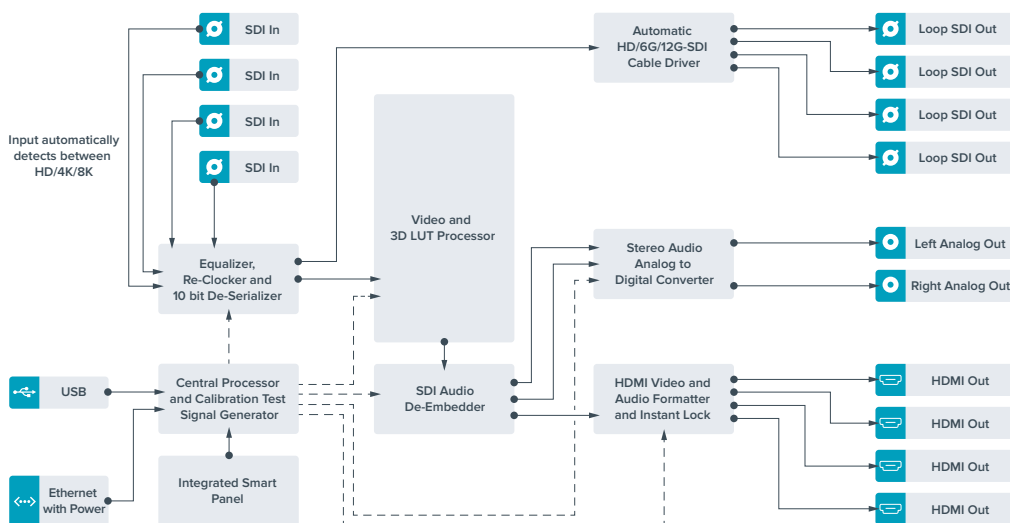 SDI In
SDI In
SDI In
SDI In
Input automatically
detects between
HD/4K/8K
Automatic
HD/6G/12G-SDI
Cable Driver
Loop SDI Out
Loop SDI Out
Loop SDI Out
Loop SDI Out
Video and
3D LUT Processor
Equalizer,
Re-Clocker and
10 bit De-Serializer
Stereo Audio
Analog to
Digital Converter
Left Analog Out
Right Analog Out
USB
Central Processor
and Calibration Test
Signal Generator
SDI Audio
De-Embedder
HDMI Video and
Audio Formatter
and Instant Lock
HDMI Out
HDMI Out
HDMI Out
HDMI Out
Ethernet
with Power
Integrated Smart
Panel